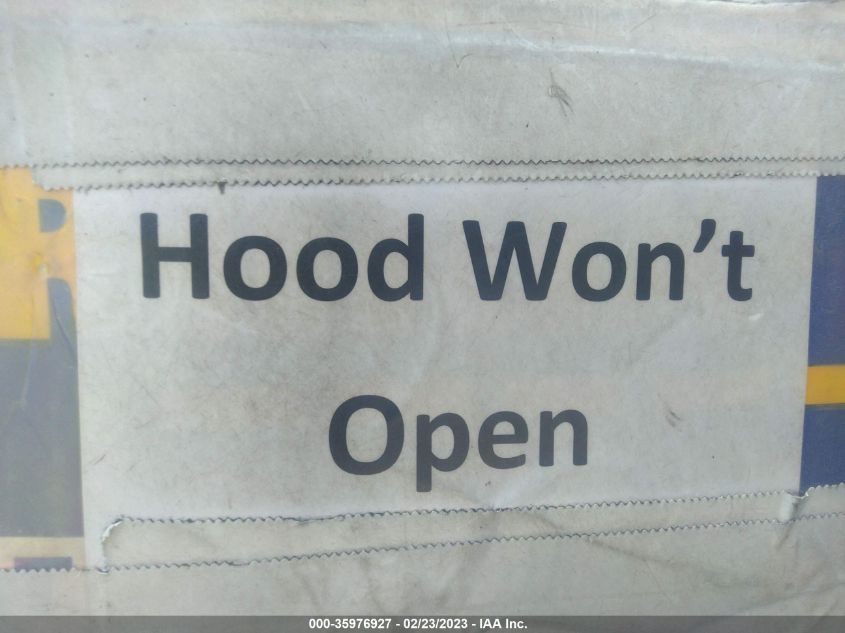 Hood Won’t
R
Open
000-35976927 - 02/23/2023 - IAA Inc.